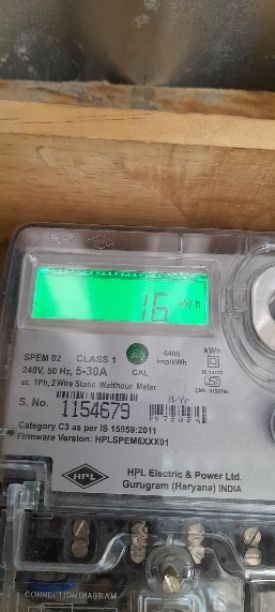 16
SPEM 02 CLASS 1 6400 imp/kWh kWh
240V, 50 Hz, 5-30A CAL
ac, 1Ph, 2 Wire Static Watthour Meter
S. No. 1154679
Category C3 as per IS 15959:2011
Firmware Version: HPLSPEM6XXX01
HPL HPL Electric & Power Ltd.
Gurugram (Haryana) INDIA
CONNECTION DIAGRAM